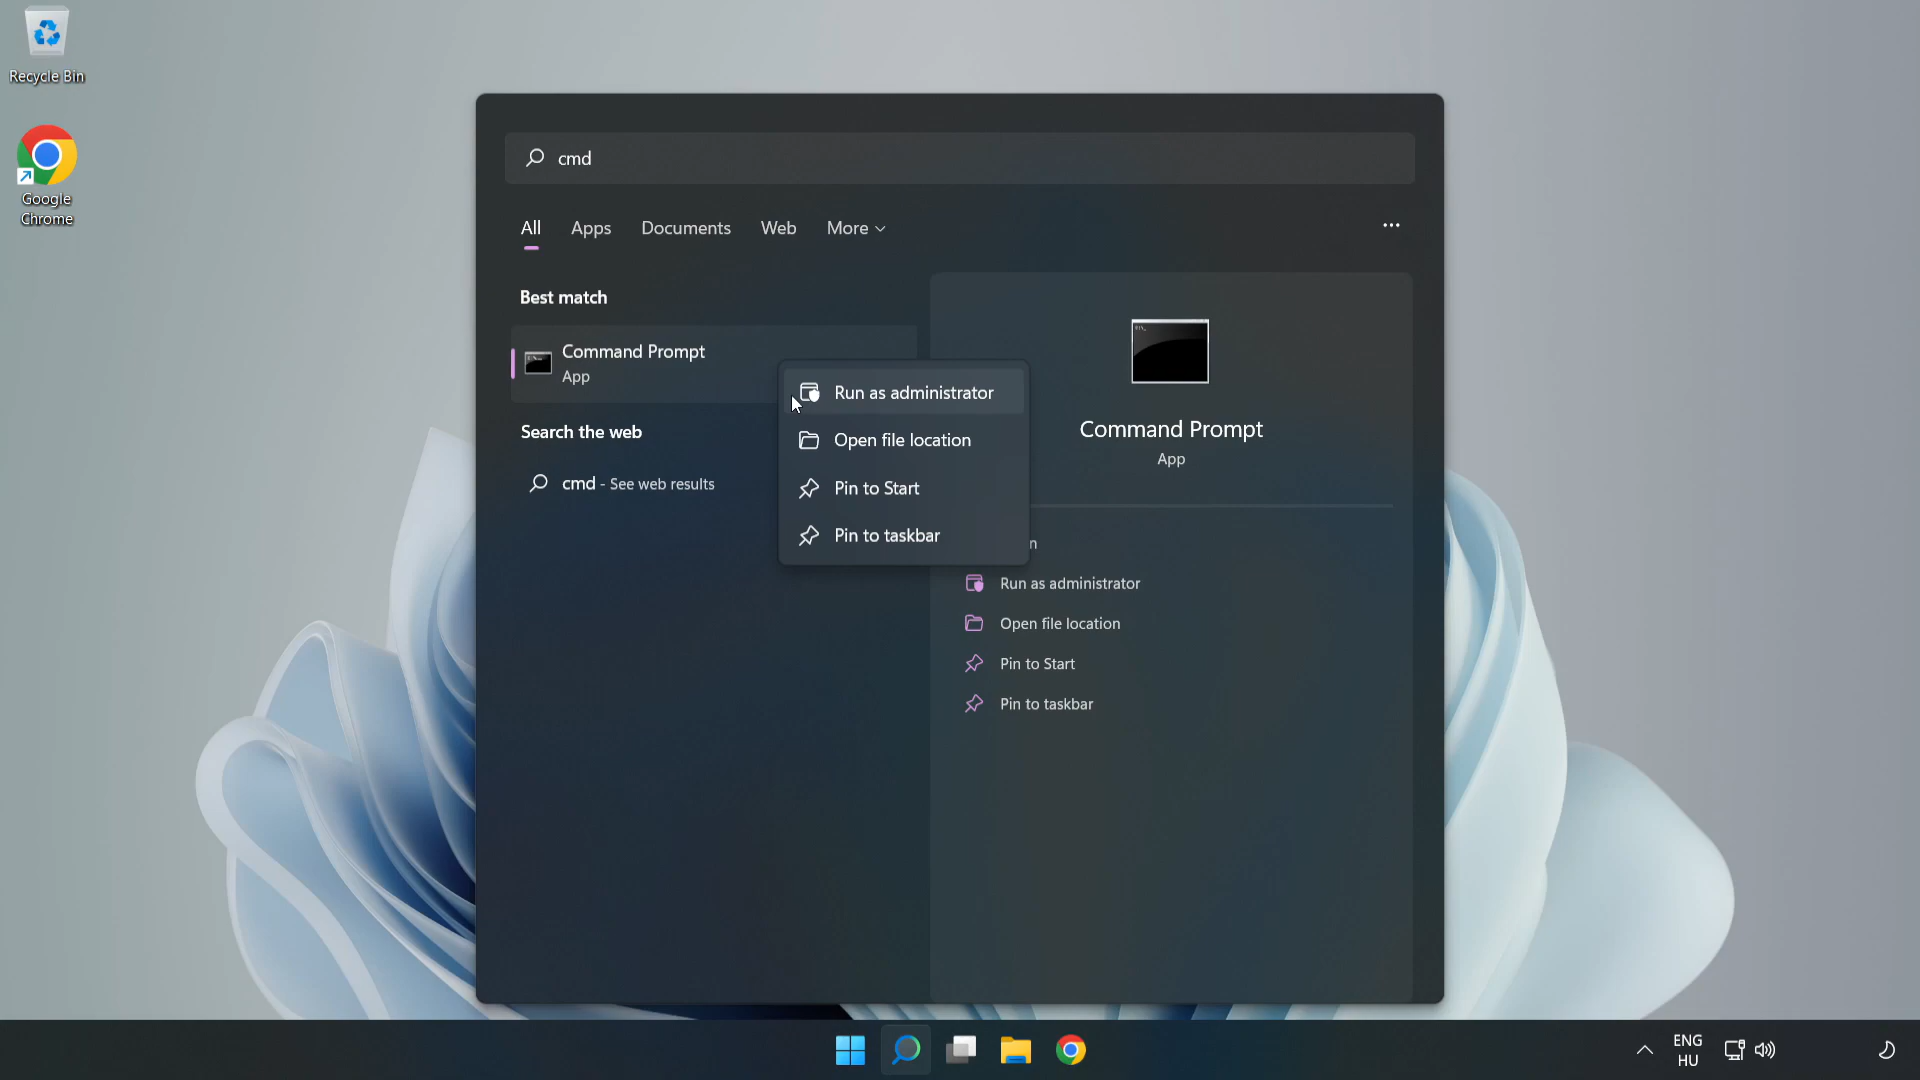 Recycle Bin
Google
Chrome
cmd
All
Apps
Documents
Web
More
Best match
Command Prompt
App
Search the web
cmd - See web results
Run as administrator
Open file location
Pin to Start
Pin to taskbar
Command Prompt
App
Run as administrator
Open file location
Pin to Start
Pin to taskbar
ENG
HU